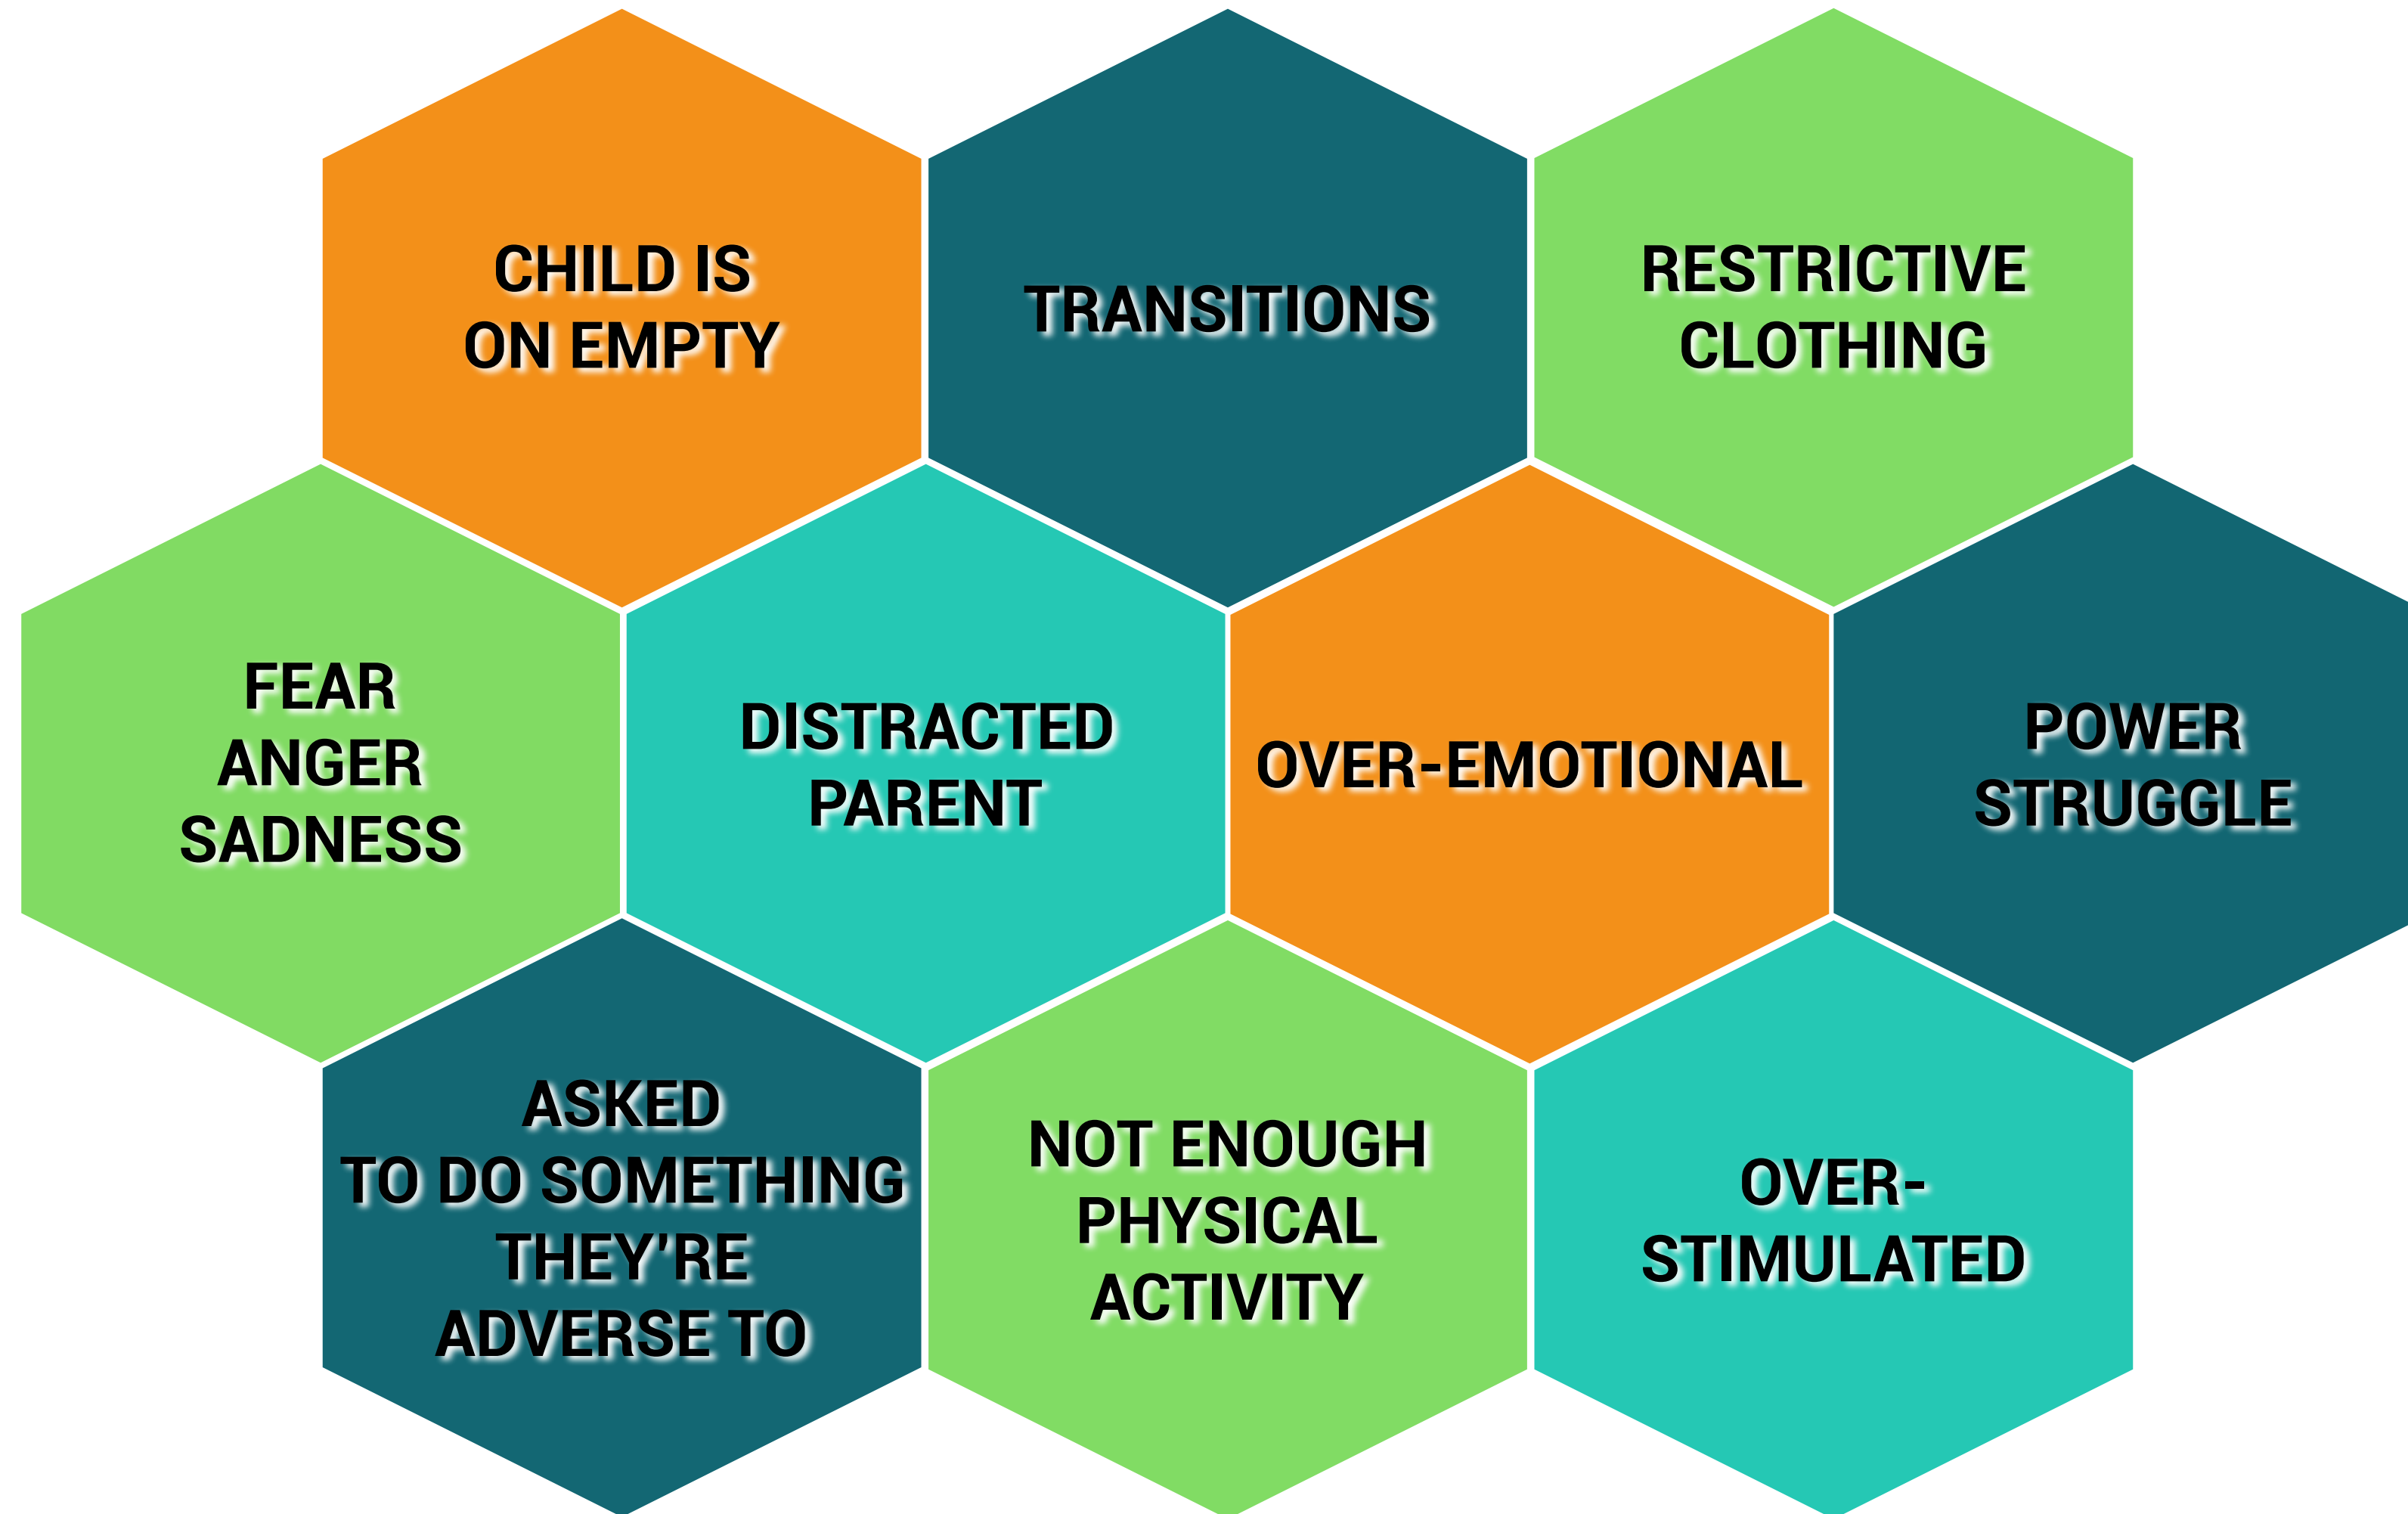 CHILD IS
ON EMPTY
TRANSITIONS
RESTRICTIVE
CLOTHING
FEAR
ANGER
SADNESS
DISTRACTED
PARENT
OVER-EMOTIONAL
POWER
STRUGGLE
ASKED
TO DO SOMETHING
THEY'RE
ADVERSE TO
NOT ENOUGH
PHYSICAL
ACTIVITY
OVER-
STIMULATED